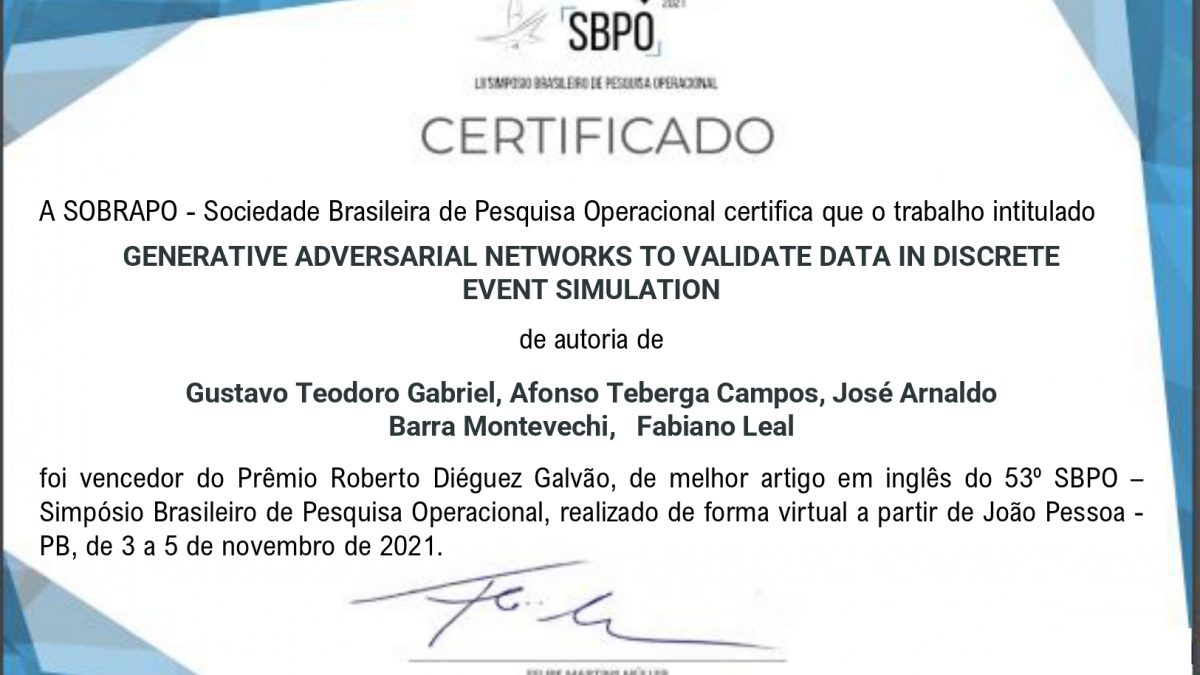 2021
SBPO
LII SIMPÓSIO BRASILEIRO DE PESQUISA OPERACIONAL
CERTIFICADO
A SOBRAPO - Sociedade Brasileira de Pesquisa Operacional certifica que o trabalho intitulado
GENERATIVE ADVERSARIAL NETWORKS TO VALIDATE DATA IN DISCRETE
EVENT SIMULATION
de autoria de
Gustavo Teodoro Gabriel, Afonso Teberga Campos, José Arnaldo
Barra Montevechi, Fabiano Leal
foi vencedor do Prêmio Roberto Diéguez Galvão, de melhor artigo em inglês do 53º SBPO –
Simpósio Brasileiro de Pesquisa Operacional, realizado de forma virtual a partir de João Pessoa -
PB, de 3 a 5 de novembro de 2021.
FELIPE MARTINS MÜLLER